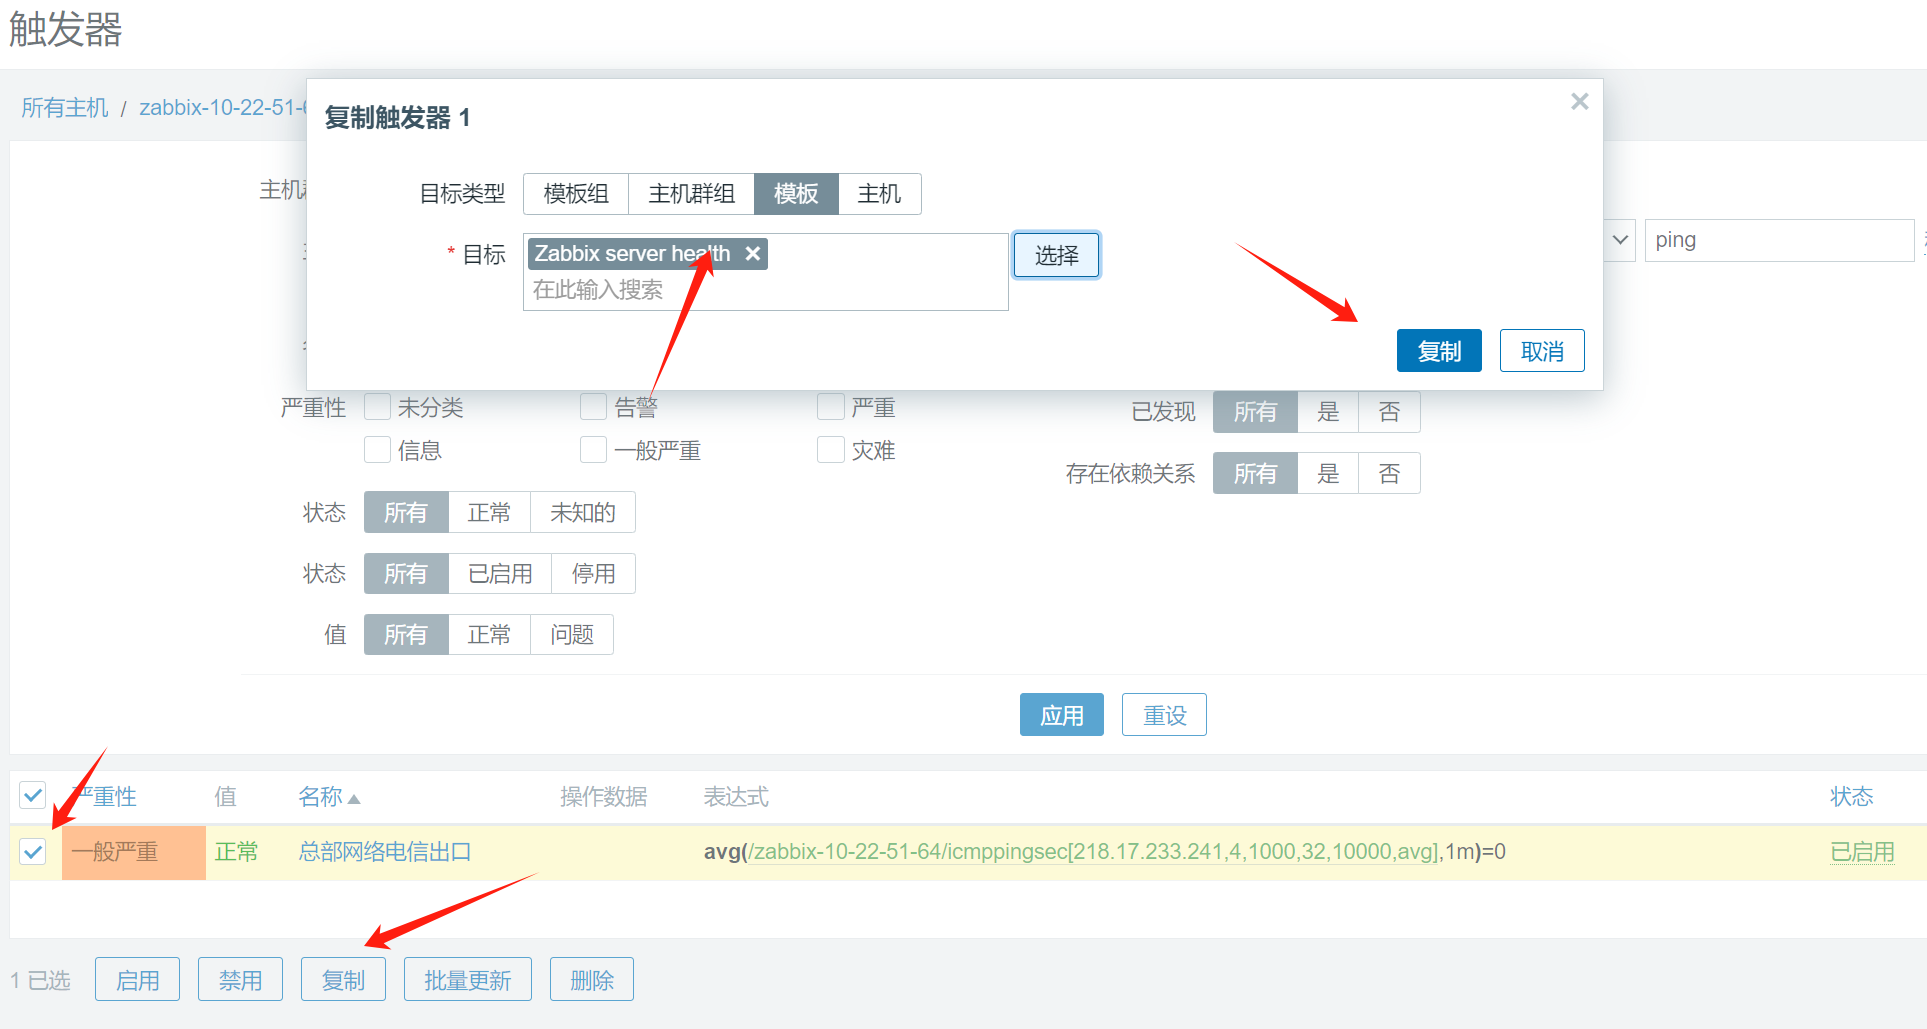 触发器
所有主机 / zabbix-10-22-51-
复制触发器 1
目标类型 模板组 主机群组 模板 主机
* 目标 Zabbix server health 选择
在此输入搜索
复制 取消
主机
ping
严重性 未分类 告警 严重
信息 一般严重 灾难
已发现 所有 是 否
存在依赖关系 所有 是 否
状态 所有 正常 未知的
状态 所有 已启用 停用
值 所有 正常 问题
应用 重设
严重性 值 名称 操作数据 表达式 状态
一般严重 正常 总部网络电信出口 avg(/zabbix-10-22-51-64/icmppingsec[218.17.233.241,4,1000,32,10000,avg],1m)=0 已启用
1 已选 启用 禁用 复制 批量更新 删除